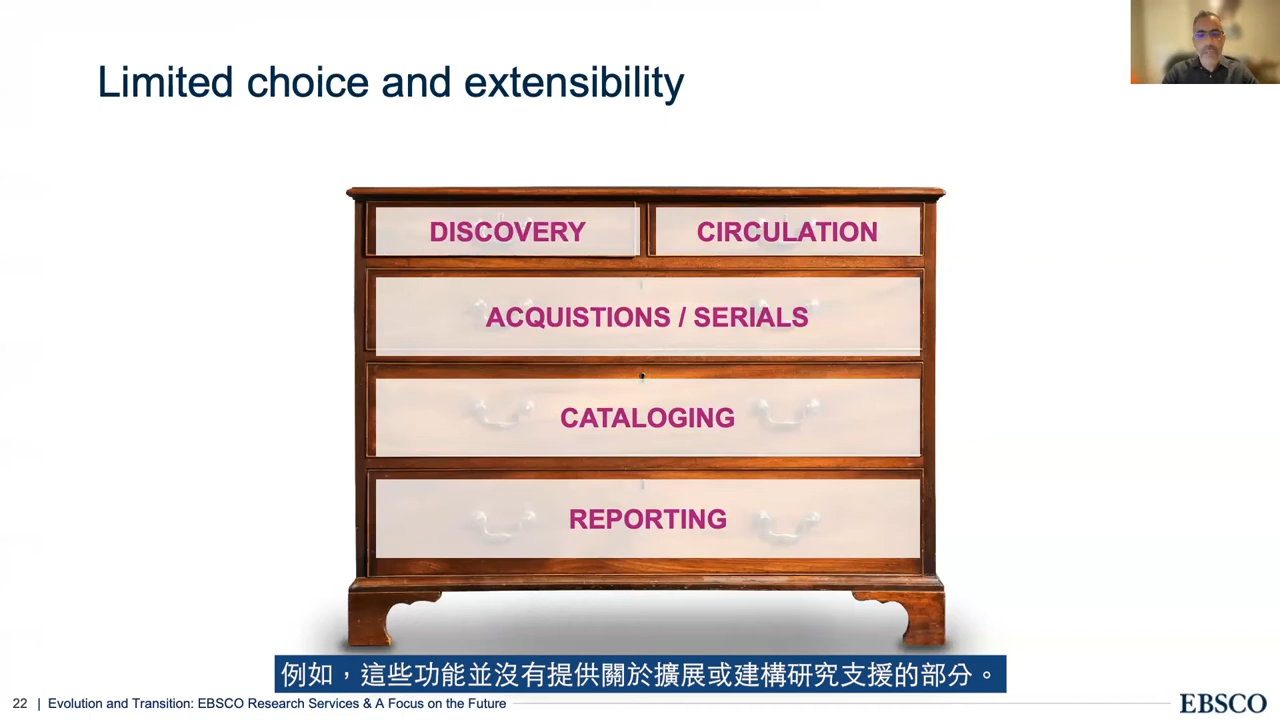 Limited choice and extensibility
DISCOVERY
CIRCULATION
ACQUISTIONS / SERIALS
CATALOGING
REPORTING
例如，這些功能並沒有提供關於擴展或建構研究支援的部分。
22 | Evolution and Transition: EBSCO Research Services & A Focus on the Future
EBSCO